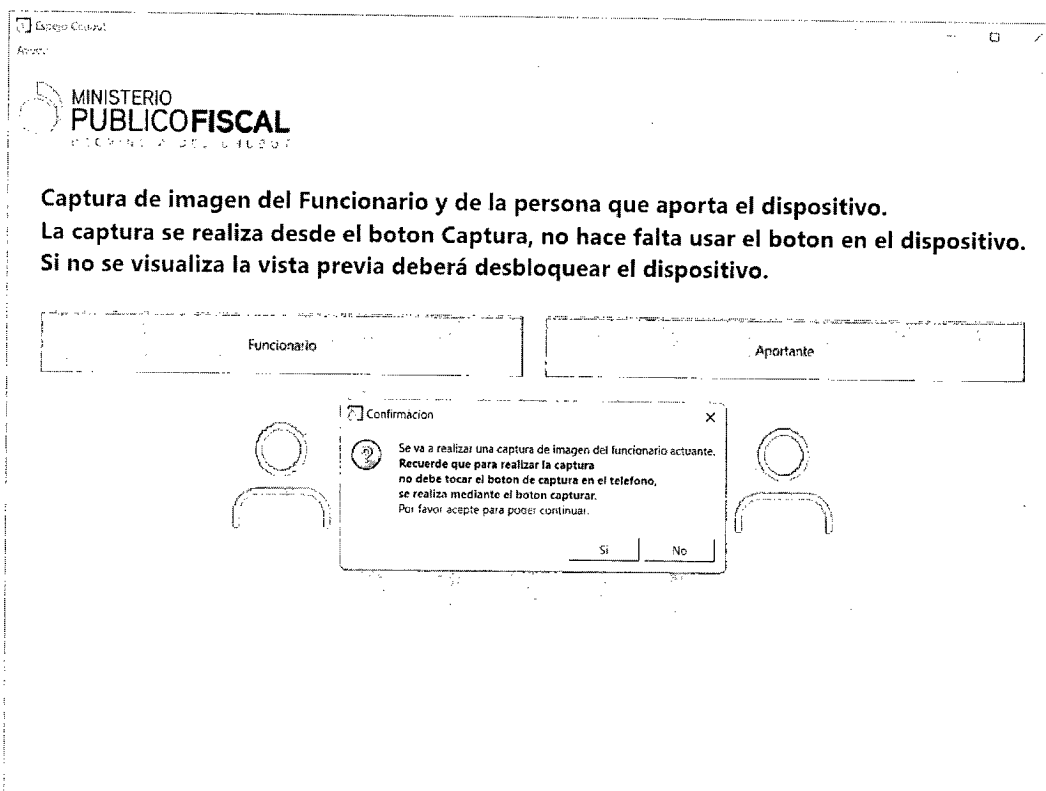 MINISTERIO
PUBLICOFISCAL
Captura de imagen del Funcionario y de la persona que aporta el dispositivo.
La captura se realiza desde el boton Captura, no hace falta usar el boton en el dispositivo.
Si no se visualiza la vista previa deberá desbloquear el dispositivo.
Funcionario
Aportante
Confirmacion
Se va a realizar una captura de imagen del funcionario actuante.
Recuerde que para realizar la captura
no debe tocar el boton de captura en el telefono,
se realiza mediante el boton capturar.
Por favor acepte para poder continuar.
Si
No